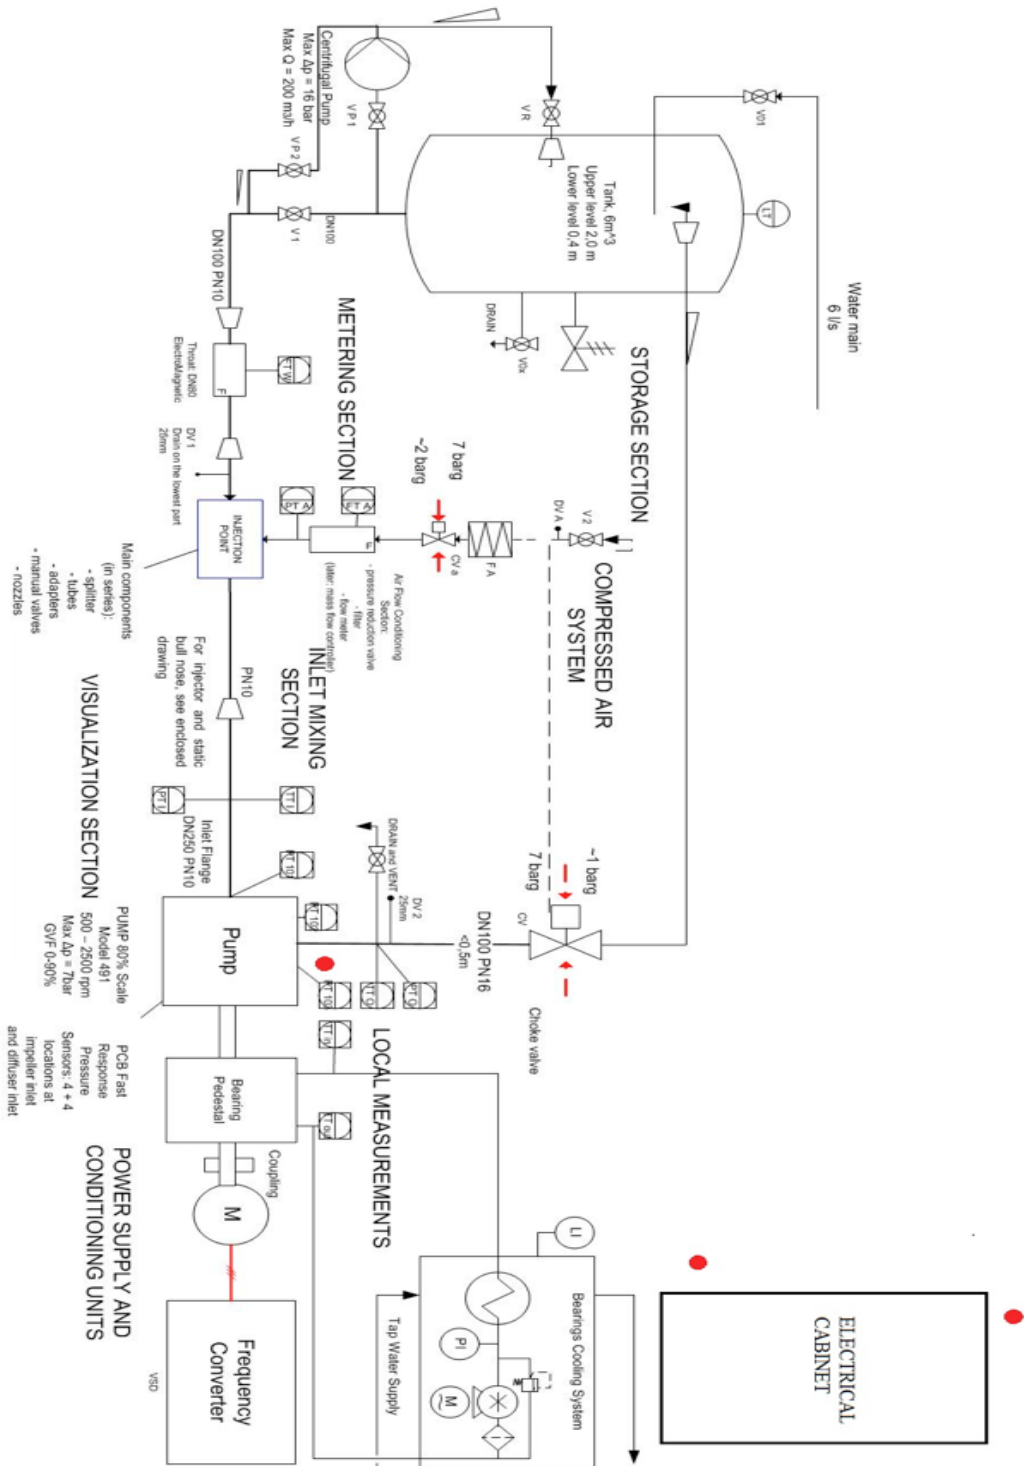 Centrifugal Pump
Max Δp = 16 bar
Max Q = 200 m3/h
V P 1
V P 2
V 1
DN100
V R
V01
LT
Tank, 6m^3
Upper level 2,0 m
Lower level 0,4 m
Water main
6 l/s
DRAIN
V0x
STORAGE SECTION
DN100 PN10
Throat: DN80
ElectroMagnetic
F
FT W
DV 1
Drain on the lowest part
25mm
METERING SECTION
7 barg
~2 barg
CV a
F A
DV A
V 2
COMPRESSED AIR
SYSTEM
PT A
FT A
F
INJECTION
POINT
Air Flow Conditioning
Section:
- pressure reduction valve
- filter
- flow meter
(later: mass flow controller)
Main components
(in series):
- splitter
- tubes
- adapters
- manual valves
- nozzles
PN10
For injector and static
bull nose, see enclosed
drawing
INLET MIXING
SECTION
VISUALIZATION SECTION
PT I
TT I
Inlet Flange
DN250 PN10
DRAIN and VENT
DV 2
25mm
DN100 PN16
<0,5m
~1 barg
7 barg
CV
Choke valve
Pump
TT O
PT O
PUMP 80% Scale
Model 491
500 – 2500 rpm
Max Δp = 7bar
GVF 0-90%
PCB Fast
Response
Pressure
Sensors: 4 + 4
locations at
impeller inlet
and diffuser inlet
LOCAL MEASUREMENTS
Bearing
Pedestal
Coupling
M
POWER SUPPLY AND
CONDITIONING UNITS
Frequency
Converter
VSD
LI
PI
M
Bearings Cooling System
Tap Water Supply
ELECTRICAL
CABINET